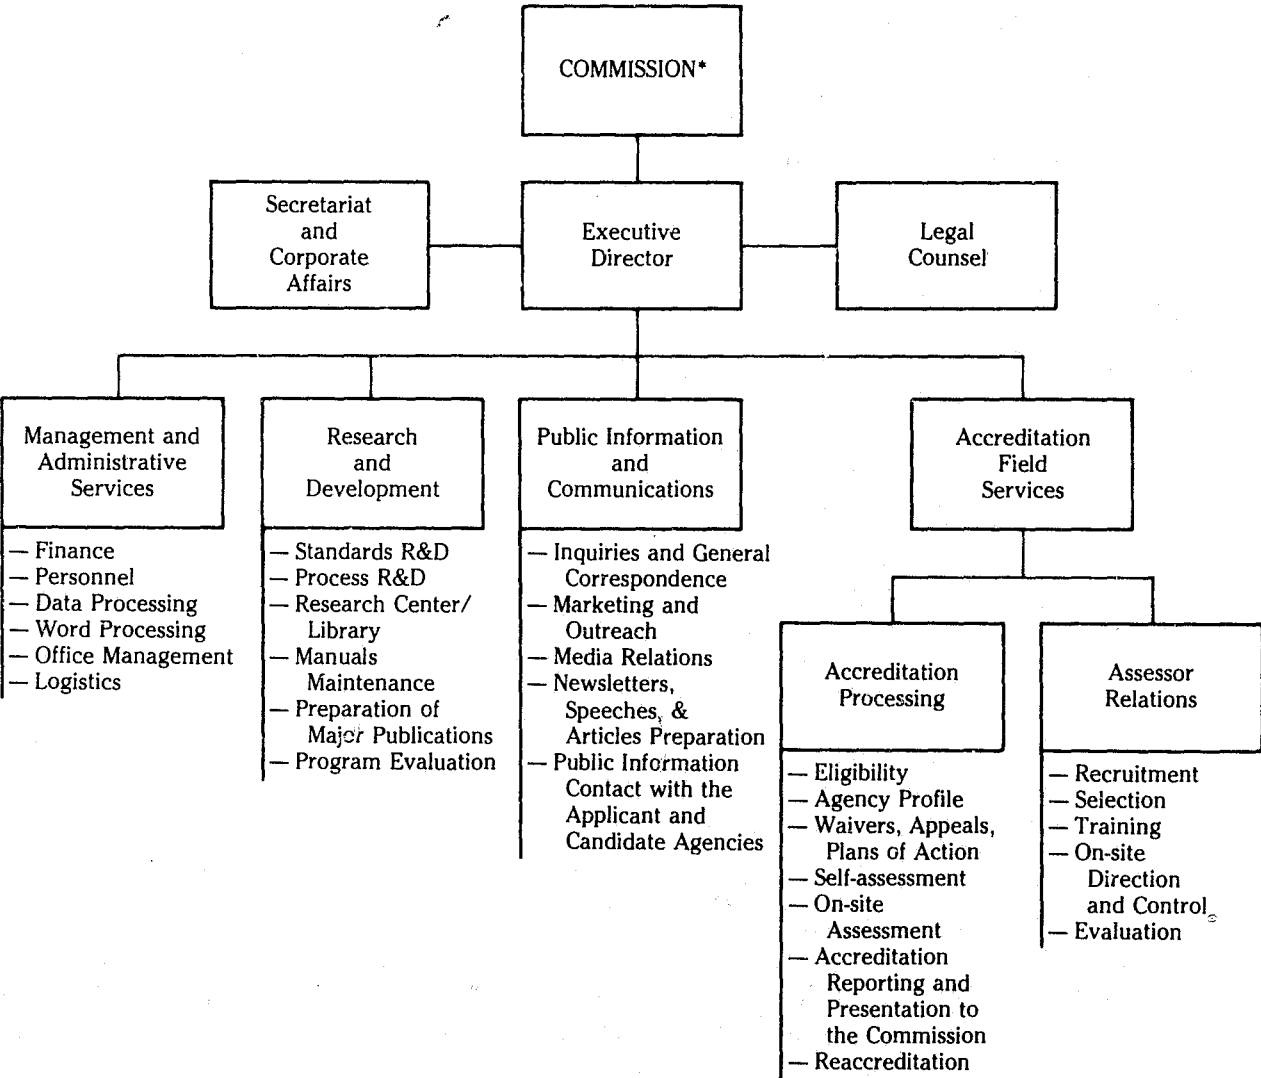 COMMISSION*
Secretariat
and
Corporate
Affairs
Executive
Director
Legal
Counsel
Management and
Administrative
Services
— Finance
— Personnel
— Data Processing
— Word Processing
— Office Management
— Logistics
Research
and
Development
— Standards R&D
— Process R&D
— Research Center/
Library
— Manuals
Maintenance
— Preparation of
Major Publications
— Program Evaluation
Public Information
and
Communications
— Inquiries and General
Correspondence
— Marketing and
Outreach
— Media Relations
— Newsletters,
Speeches, &
Articles Preparation
— Public Information
Contact with the
Applicant and
Candidate Agencies
Accreditation
Field
Services
Accreditation
Processing
— Eligibility
— Agency Profile
— Waivers, Appeals,
Plans of Action
— Self-assessment
— On-site
Assessment
— Accreditation
Reporting and
Presentation to
the Commission
— Reaccreditation
Assessor
Relations
— Recruitment
— Selection
— Training
— On-site
Direction
and Control
— Evaluation